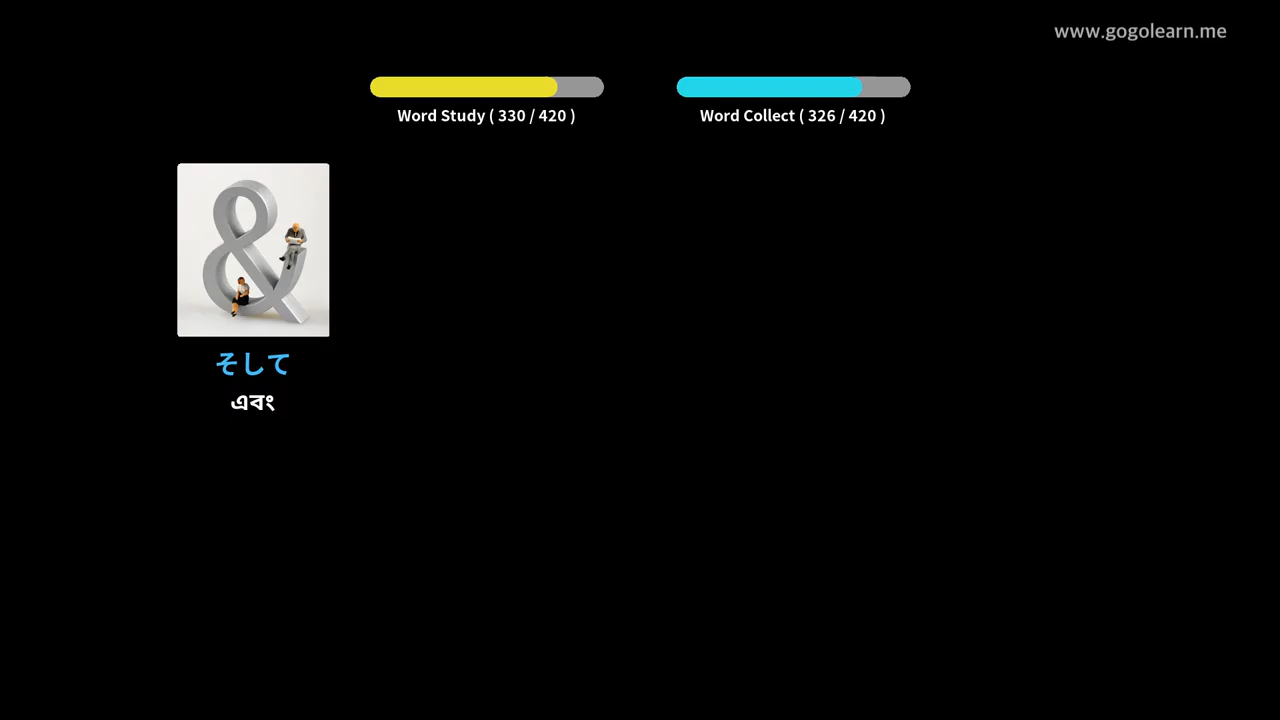 www.gogolearn.me
Word Study ( 330 / 420 )
Word Collect ( 326 / 420 )
&
そして
এবং